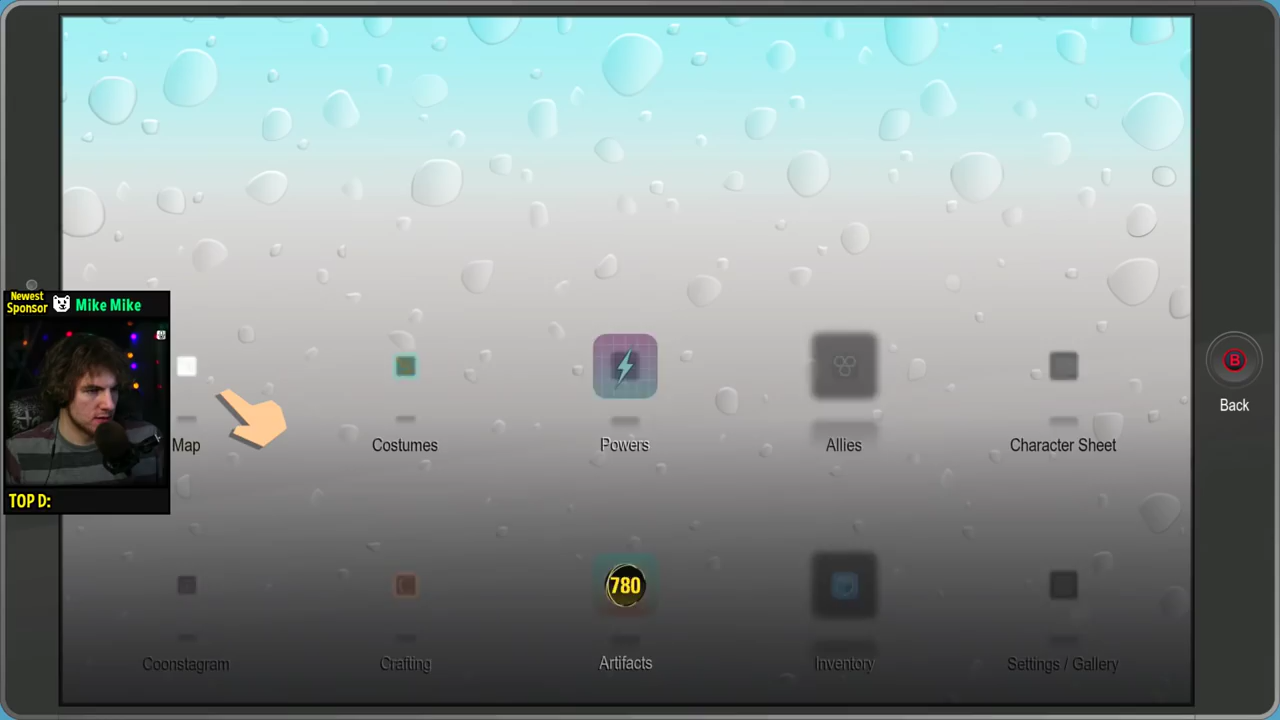 Newest
Sponsor
Mike Mike
TOP D:
Map
Costumes
Powers
Allies
Character Sheet
B
Back
780
Coonstagram
Crafting
Artifacts
Inventory
Settings / Gallery